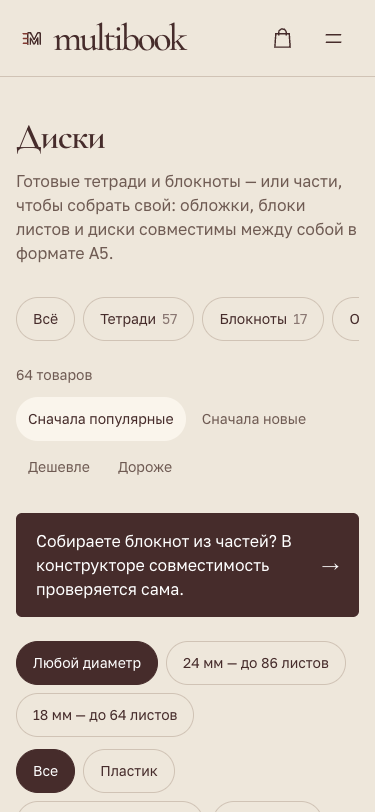 multibook
Диски
Готовые тетради и блокноты — или части,
чтобы собрать свой: обложки, блоки
листов и диски совместимы между собой в
формате А5.
Всё Тетради 57 Блокноты 17
64 товаров
Сначала популярные Сначала новые
Дешевле Дороже
Собираете блокнот из частей? В
конструкторе совместимость
проверяется сама. →
Любой диаметр 24 мм — до 86 листов
18 мм — до 64 листов
Все Пластик